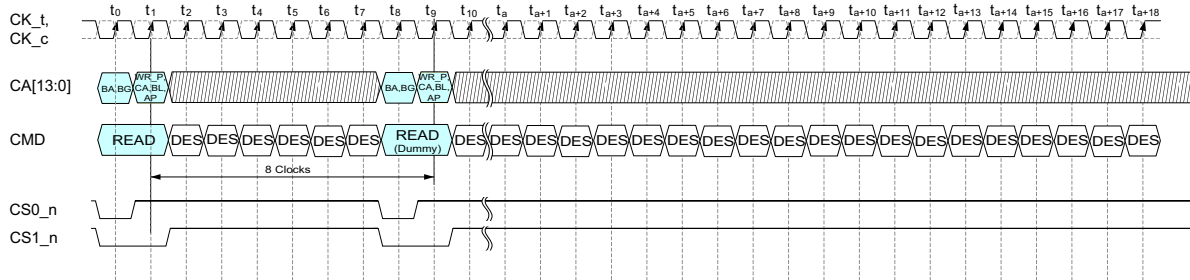 t0 t1 t2 t3 t4 t5 t6 t7 t8 t9 t10 ta ta+1 ta+2 ta+3 ta+4 ta+5 ta+6 ta+7 ta+8 ta+9 ta+10 ta+11 ta+12 ta+13 ta+14 ta+15 ta+16 ta+17 ta+18
CK_t,
CK_c
CA[13:0] BA,BG WR_P, CA,BL, AP BA,BG WR_P, CA,BL, AP
CMD READ DES DES DES DES DES DES READ (Dummy) DES DES DES DES DES DES DES DES DES DES DES DES DES DES DES DES DES DES DES DES
8 Clocks
CS0_n
CS1_n